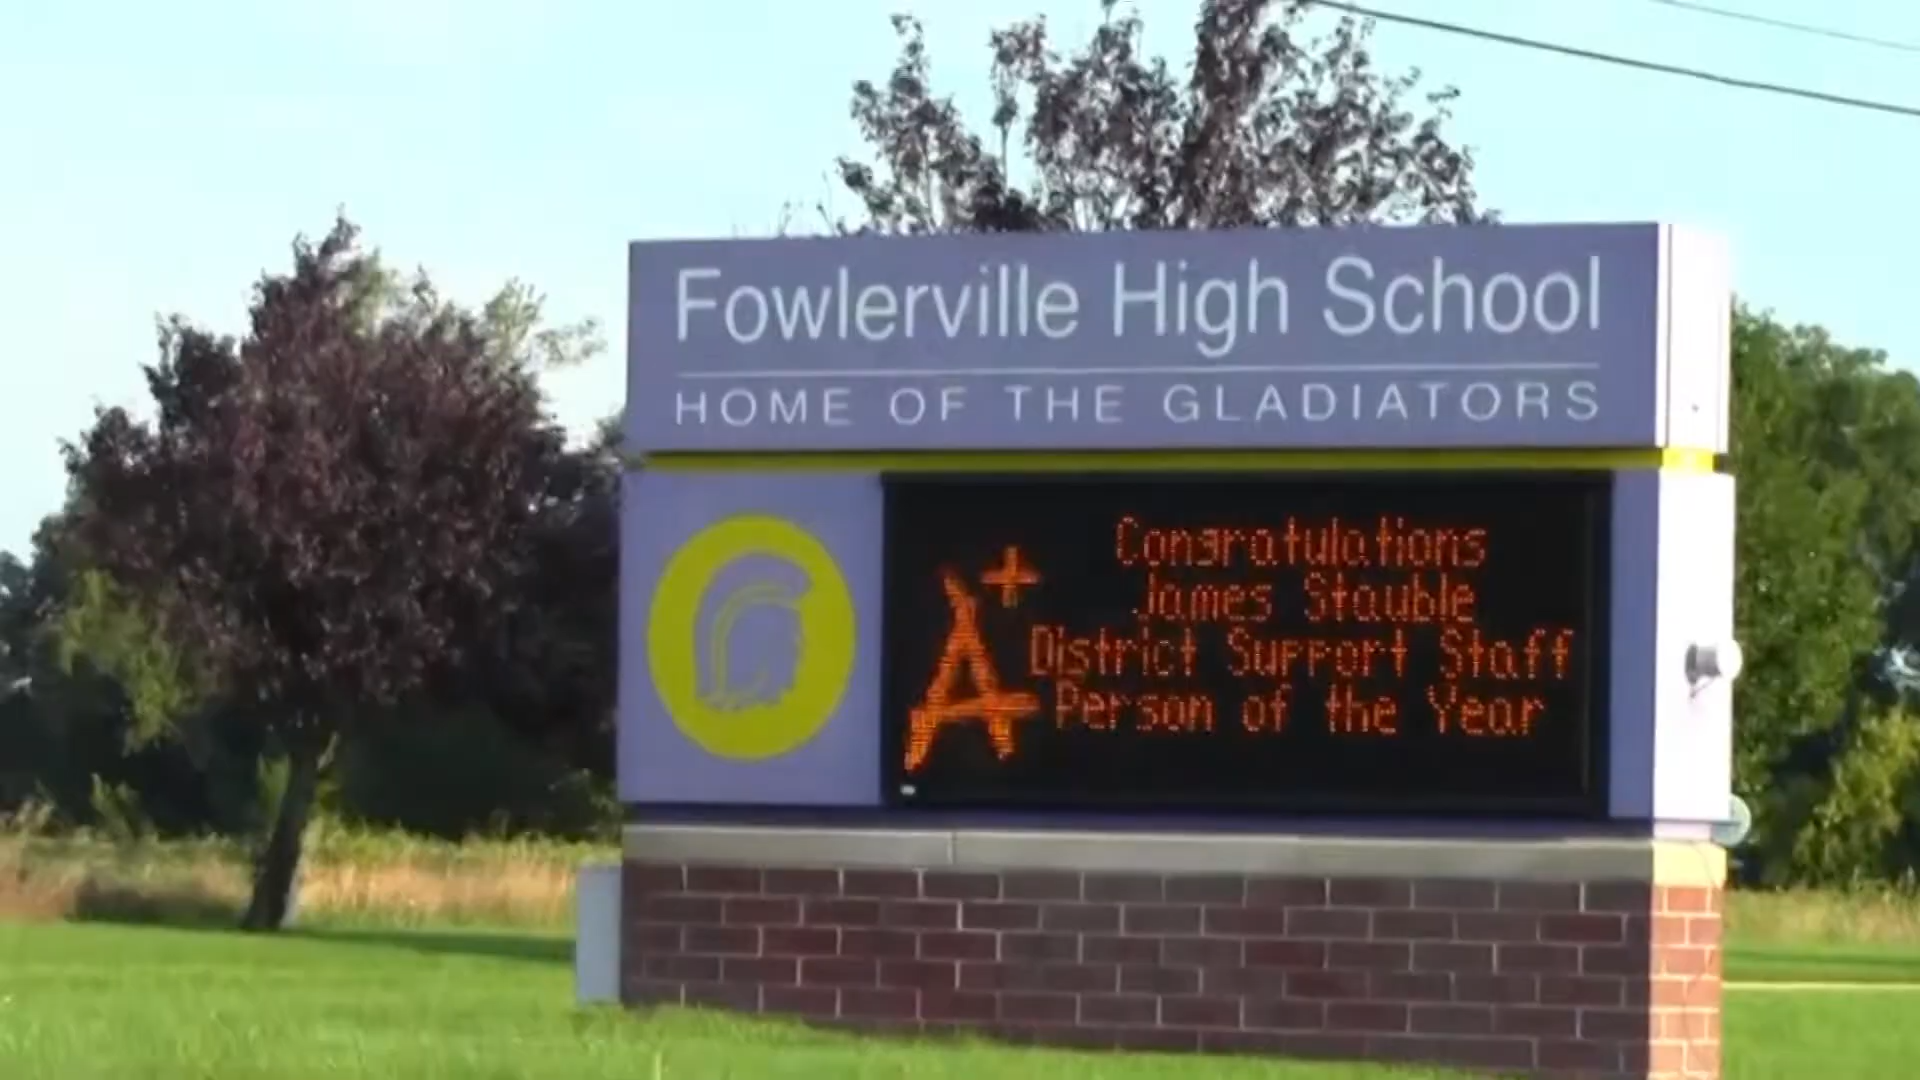 Fowlerville High School
HOME OF THE GLADIATORS
A+
Congratulations
James Stauble
District Support Staff
Person of the Year